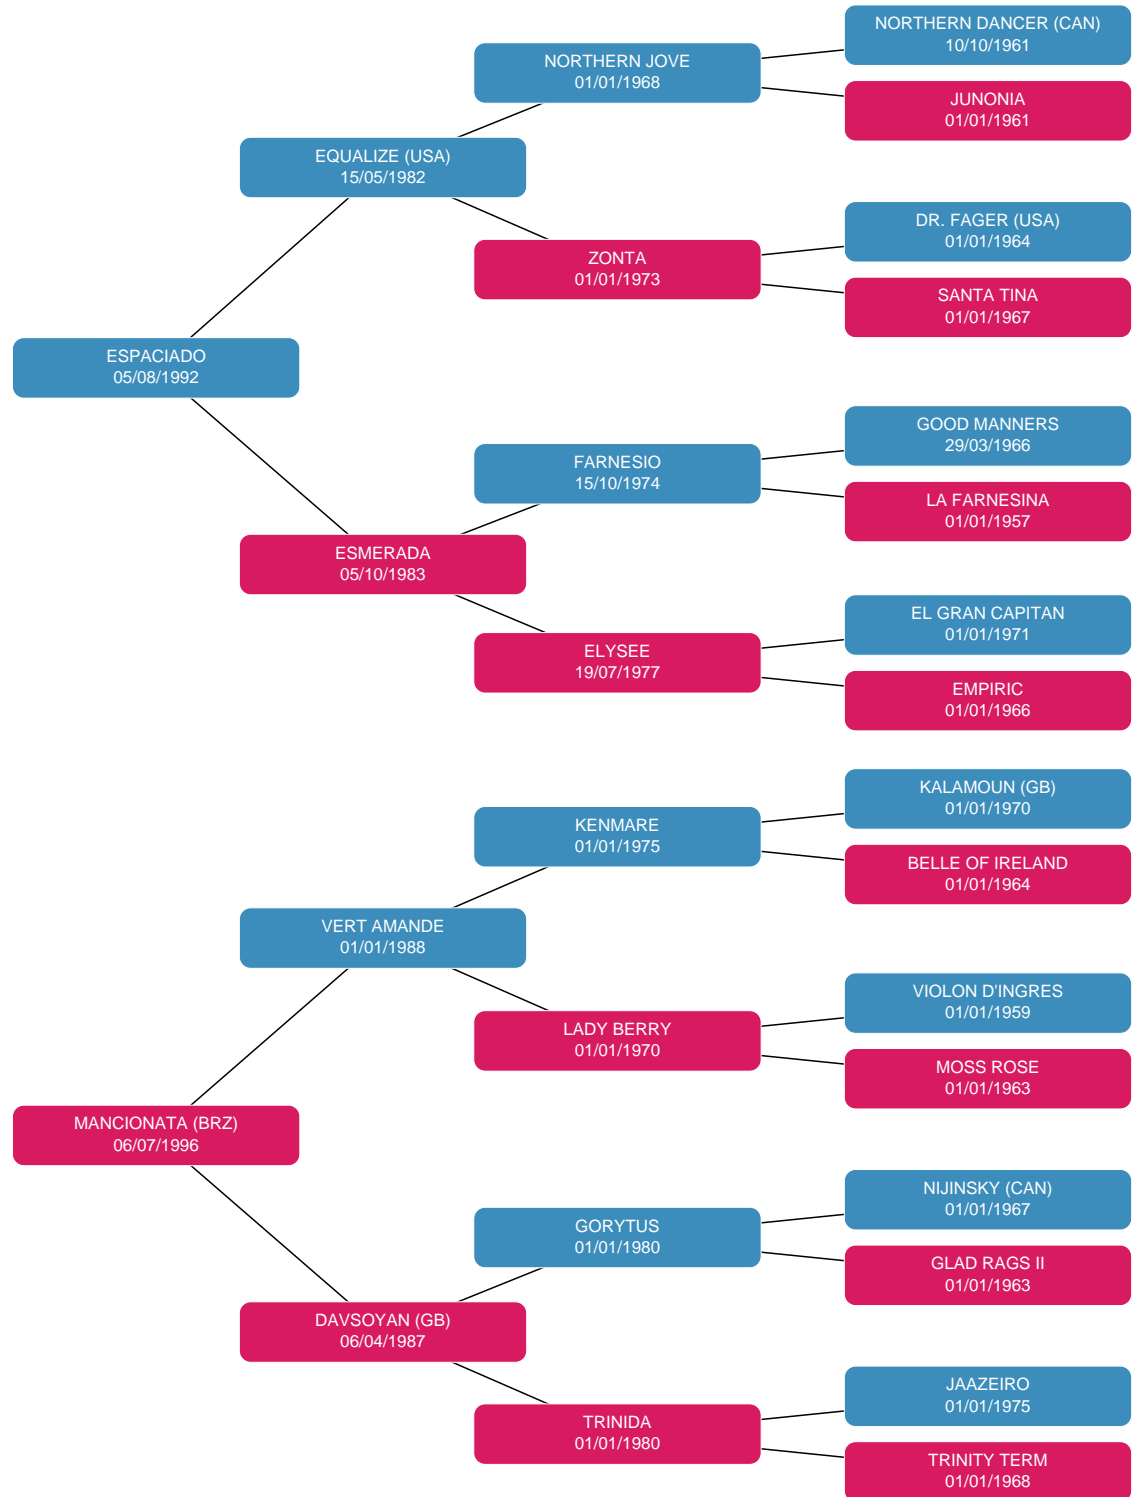 NORTHERN DANCER (CAN)
10/10/1961
NORTHERN JOVE
01/01/1968
JUNONIA
01/01/1961
EQUALIZE (USA)
15/05/1982
DR. FAGER (USA)
01/01/1964
ZONTA
01/01/1973
SANTA TINA
01/01/1967
ESPACIADO
05/08/1992
GOOD MANNERS
29/03/1966
FARNESIO
15/10/1974
LA FARNESINA
01/01/1957
ESMERADA
05/10/1983
EL GRAN CAPITAN
01/01/1971
ELYSEE
19/07/1977
EMPIRIC
01/01/1966
KALAMOUN (GB)
01/01/1970
KENMARE
01/01/1975
BELLE OF IRELAND
01/01/1964
VERT AMANDE
01/01/1988
VIOLON D'INGRES
01/01/1959
LADY BERRY
01/01/1970
MOSS ROSE
01/01/1963
MANCIONATA (BRZ)
06/07/1996
NIJINSKY (CAN)
01/01/1967
GORYTUS
01/01/1980
GLAD RAGS II
01/01/1963
DAVSOYAN (GB)
06/04/1987
JAAZEIRO
01/01/1975
TRINIDA
01/01/1980
TRINITY TERM
01/01/1968